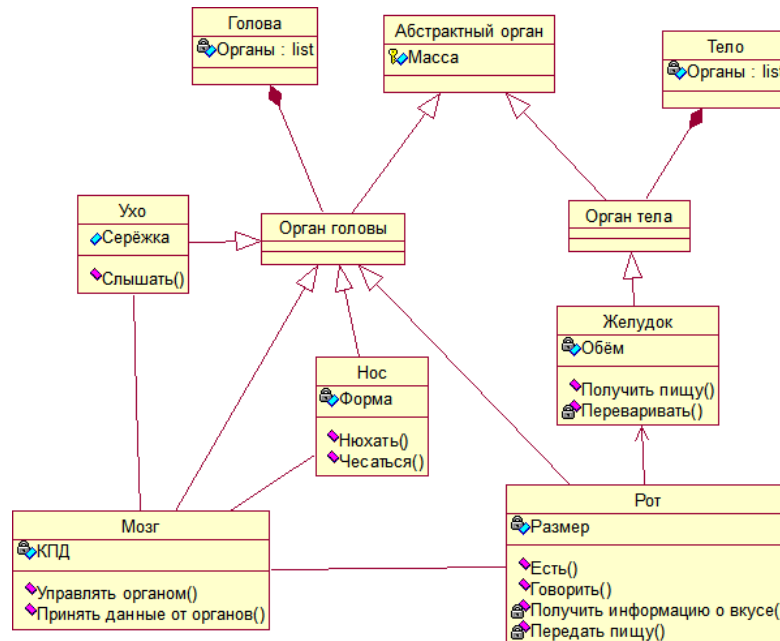 Голова
Органы : list
Абстрактный орган
Масса
Тело
Органы : list
Ухо
Серёжка
Слышать()
Орган головы
Орган тела
Желудок
Объём
Получить пищу()
Переваривать()
Нос
Форма
Нюхать()
Чесаться()
Мозг
КПД
Управлять органом()
Принять данные от органов()
Рот
Размер
Есть()
Говорить()
Получить информацию о вкусе()
Передать пищу()